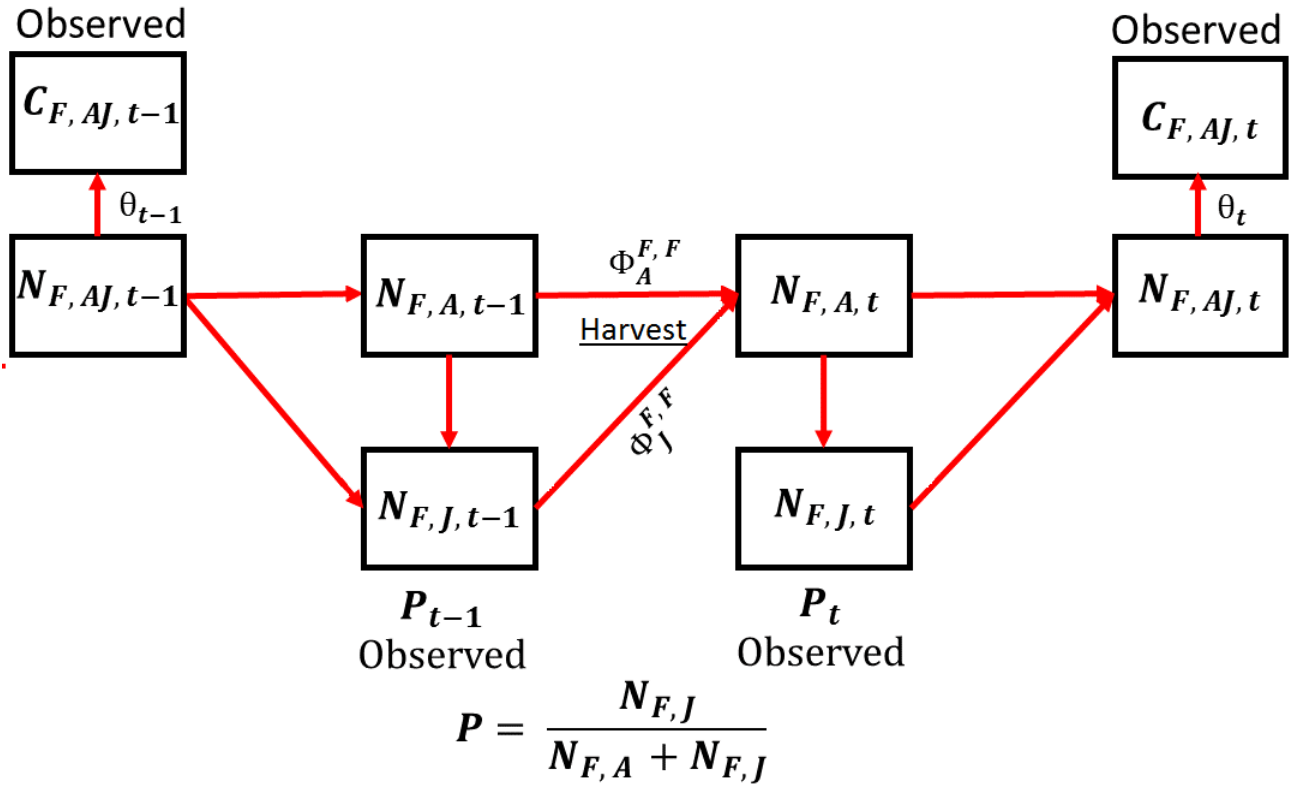 Observed
C_{F, AJ, t−1}
θ_{t−1}
N_{F, AJ, t−1}
N_{F, A, t−1}
Φ_A^{F, F}
Harvest
Φ_J^{F, F}
N_{F, J, t−1}
P_{t−1}
Observed
N_{F, A, t}
N_{F, J, t}
P_t
Observed
Observed
C_{F, AJ, t}
θ_t
N_{F, AJ, t}
P = \frac{N_{F, J}}{N_{F, A} + N_{F, J}}